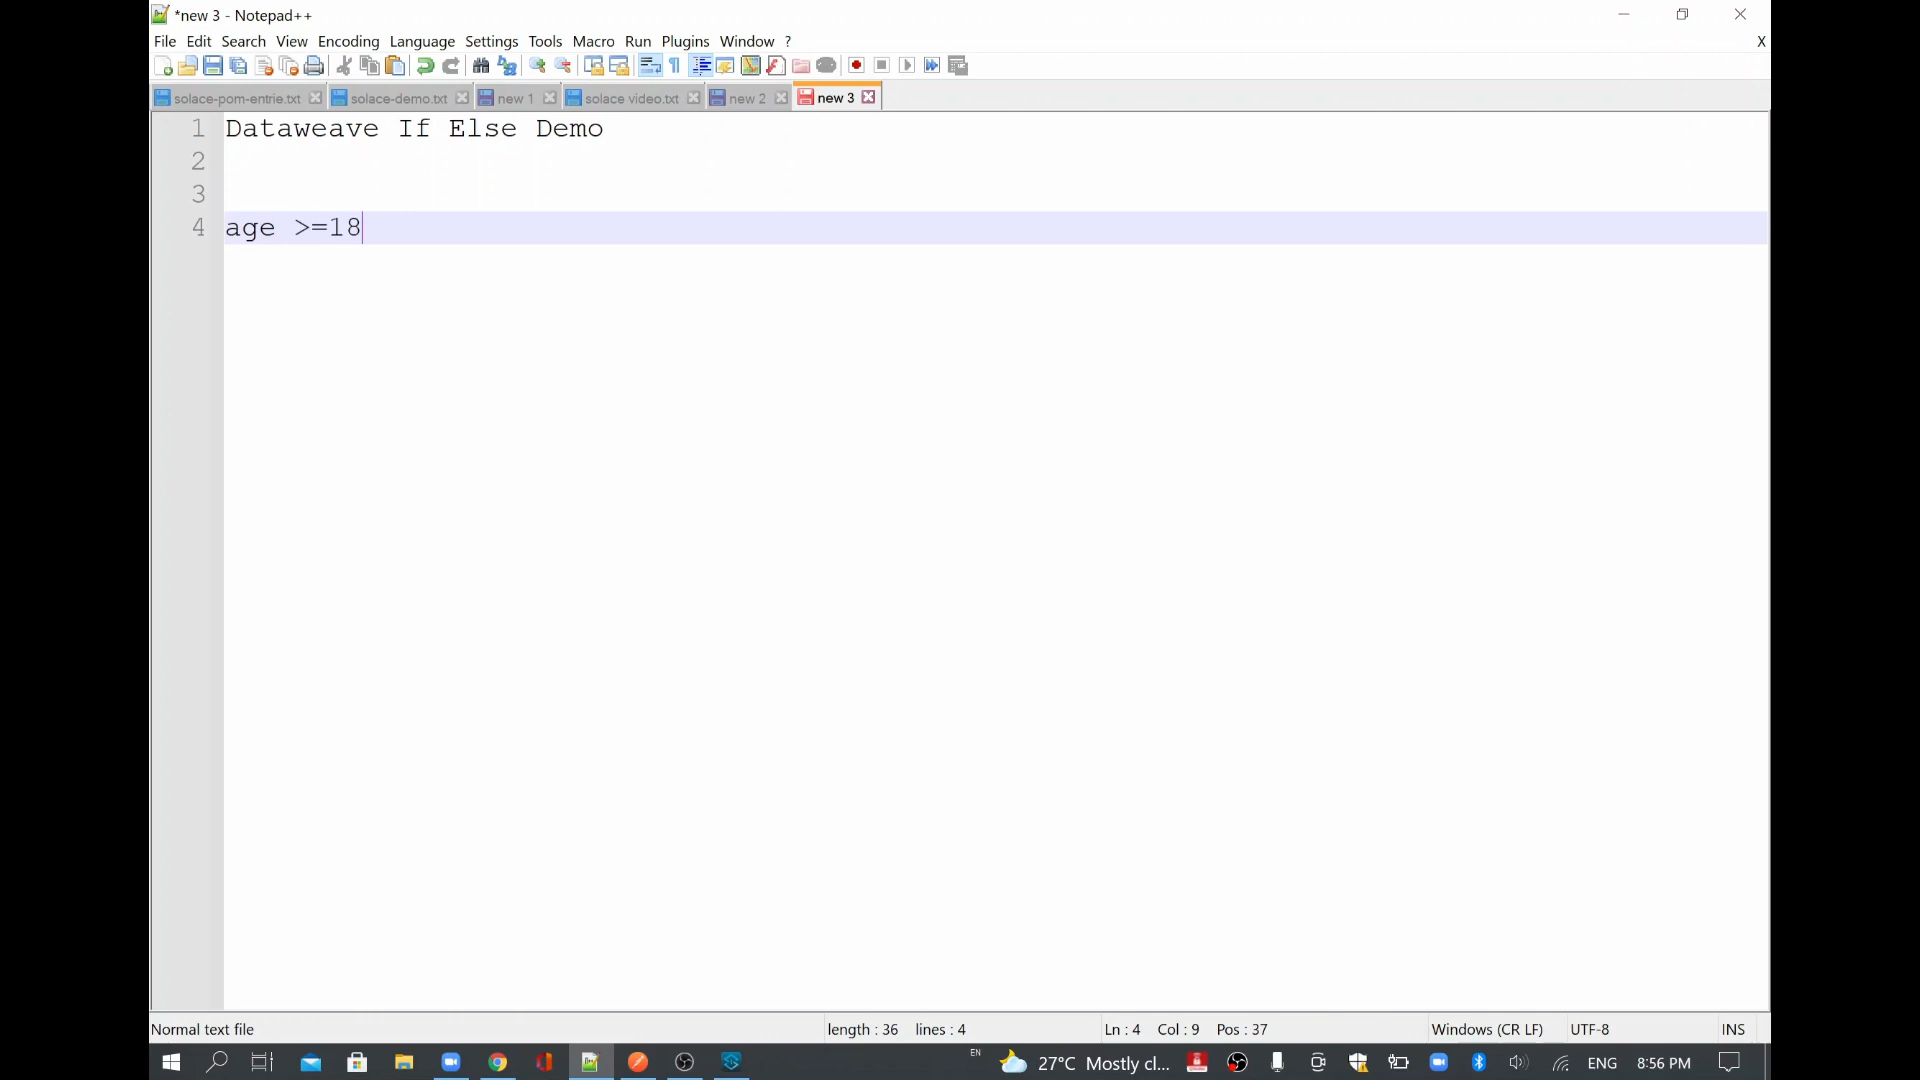 *new 3 - Notepad++
File Edit Search View Encoding Language Settings Tools Macro Run Plugins Window ?
X
solace-pom-entrie.txt solace-demo.txt new 1 solace video.txt new 2 new 3
1 Dataweave If Else Demo
2
3
4 age >=18
Normal text file length : 36 lines : 4 Ln : 4 Col : 9 Pos : 37 Windows (CR LF) UTF-8 INS
EN 27°C Mostly cl... ENG 8:56 PM